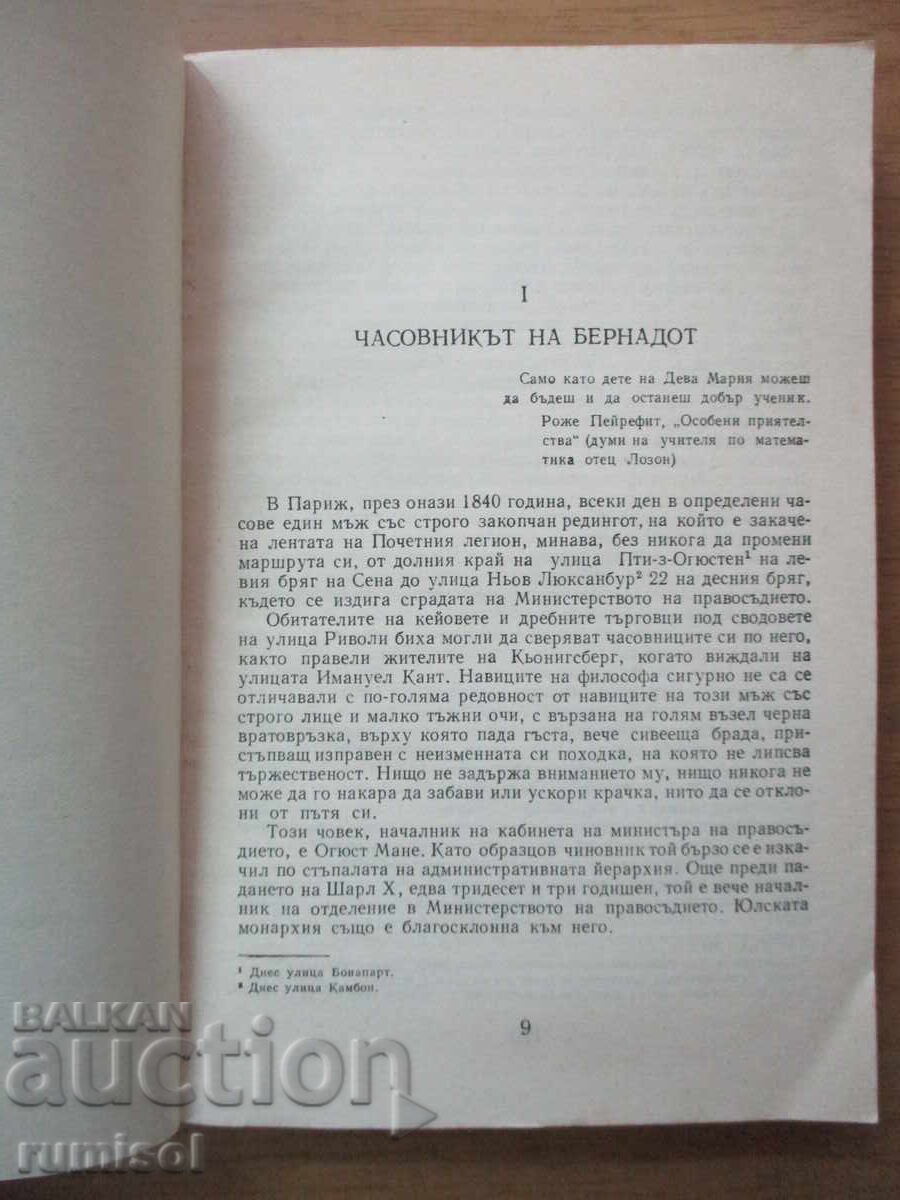 I
ЧАСОВНИКЪТ НА БЕРНАДОТ
Само като дете на Дева Мария можеш
да бъдеш и да останеш добър ученик.
Роже Пейрефит, „Особени приятел-
ства“ (думи на учителя по матема-
тика отец Лозон)
В Париж, през онази 1840 година, всеки ден в определени ча-
сове един мъж със строго закопчан редингот, на който е закаче-
на лентата на Почетния легион, минава, без никога да промени
маршрута си, от долния край на улица Пти-з-Огюстен¹ на ле-
вия бряг на Сена до улица Ньов Люксанбур² 22 на десния бряг,
където се издига сградата на Министерството на правосъдието.
Обитателите на кейовете и дребните търговци под сводовете
на улица Риволи биха могли да сверяват часовниците си по него,
както правели жителите на Кьонигсберг, когато виждали на
улицата Имануел Кант. Навиците на философа сигурно не са се
отличавали с по-голяма редовност от навиците на този мъж със
строго лице и малко тъжни очи, с вързана на голям възел черна
вратовръзка, върху която пада гъста, вече сивееща брада, при-
стъпващ изправен с неизменната си походка, на която не липсва
тържественост. Нищо не задържа вниманието му, нищо никога не
може да го накара да забави или ускори крачка, нито да се откло-
ни от пътя си.
Този човек, началник на кабинета на министъра на правосъ-
дието, е Огюст Мане. Като образцов чиновник той бързо се е изка-
чил по стъпалата на административната йерархия. Още преди па-
дането на Шарл X, едва тридесет и три годишен, той е вече начал-
ник на отделение в Министерството на правосъдието. Юлската
монархия също е благосклонна към него.
¹ Днес улица Бонапарт.
² Днес улица Камбон.
9
BALKAN
auction
rumisol